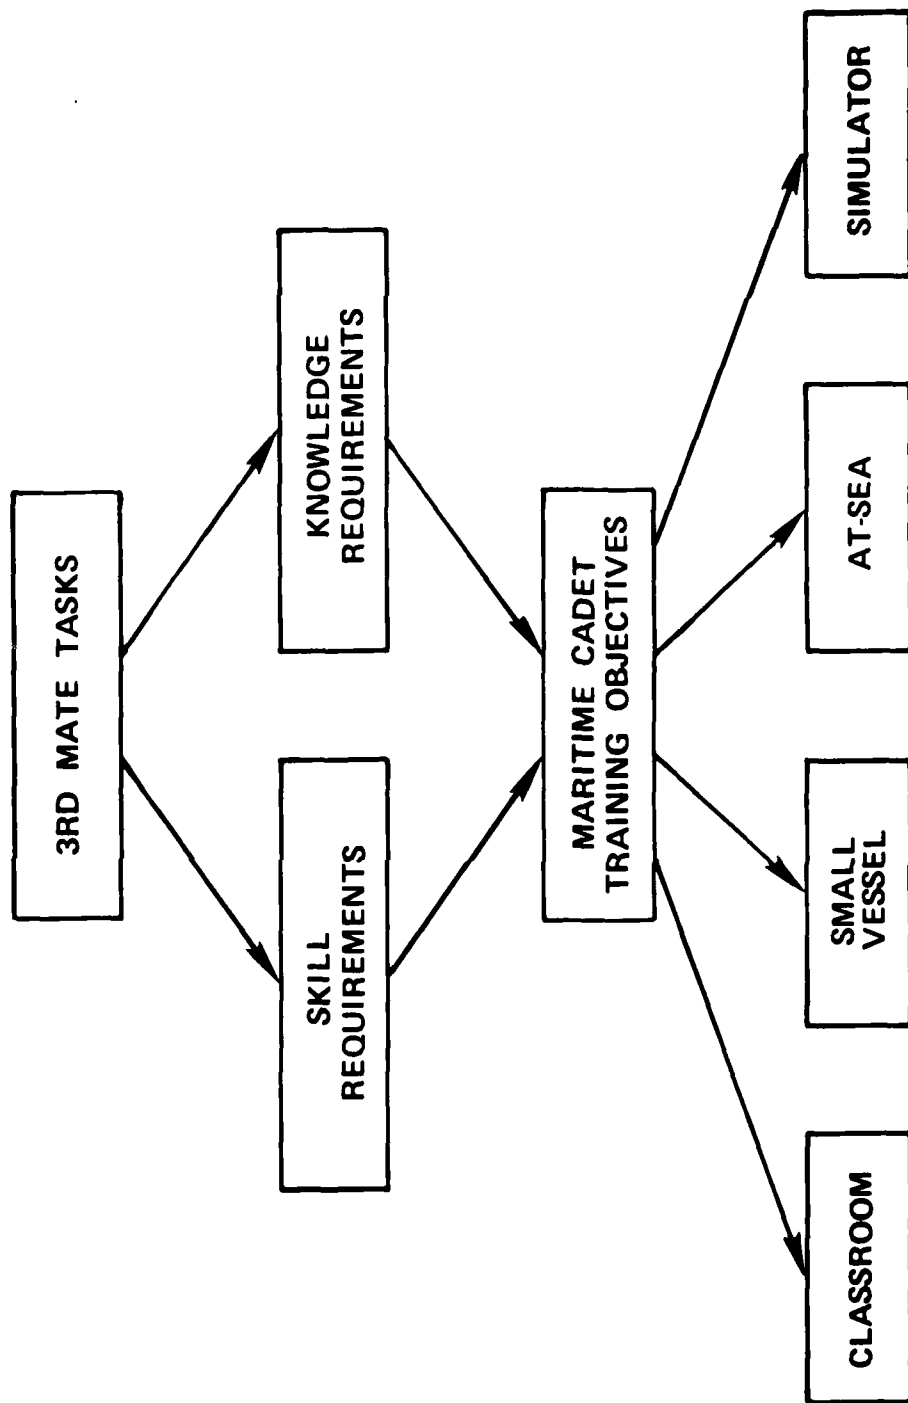 3RD MATE TASKS
SKILL
REQUIREMENTS
KNOWLEDGE
REQUIREMENTS
MARITIME CADET
TRAINING OBJECTIVES
CLASSROOM
SMALL
VESSEL
AT-SEA
SIMULATOR